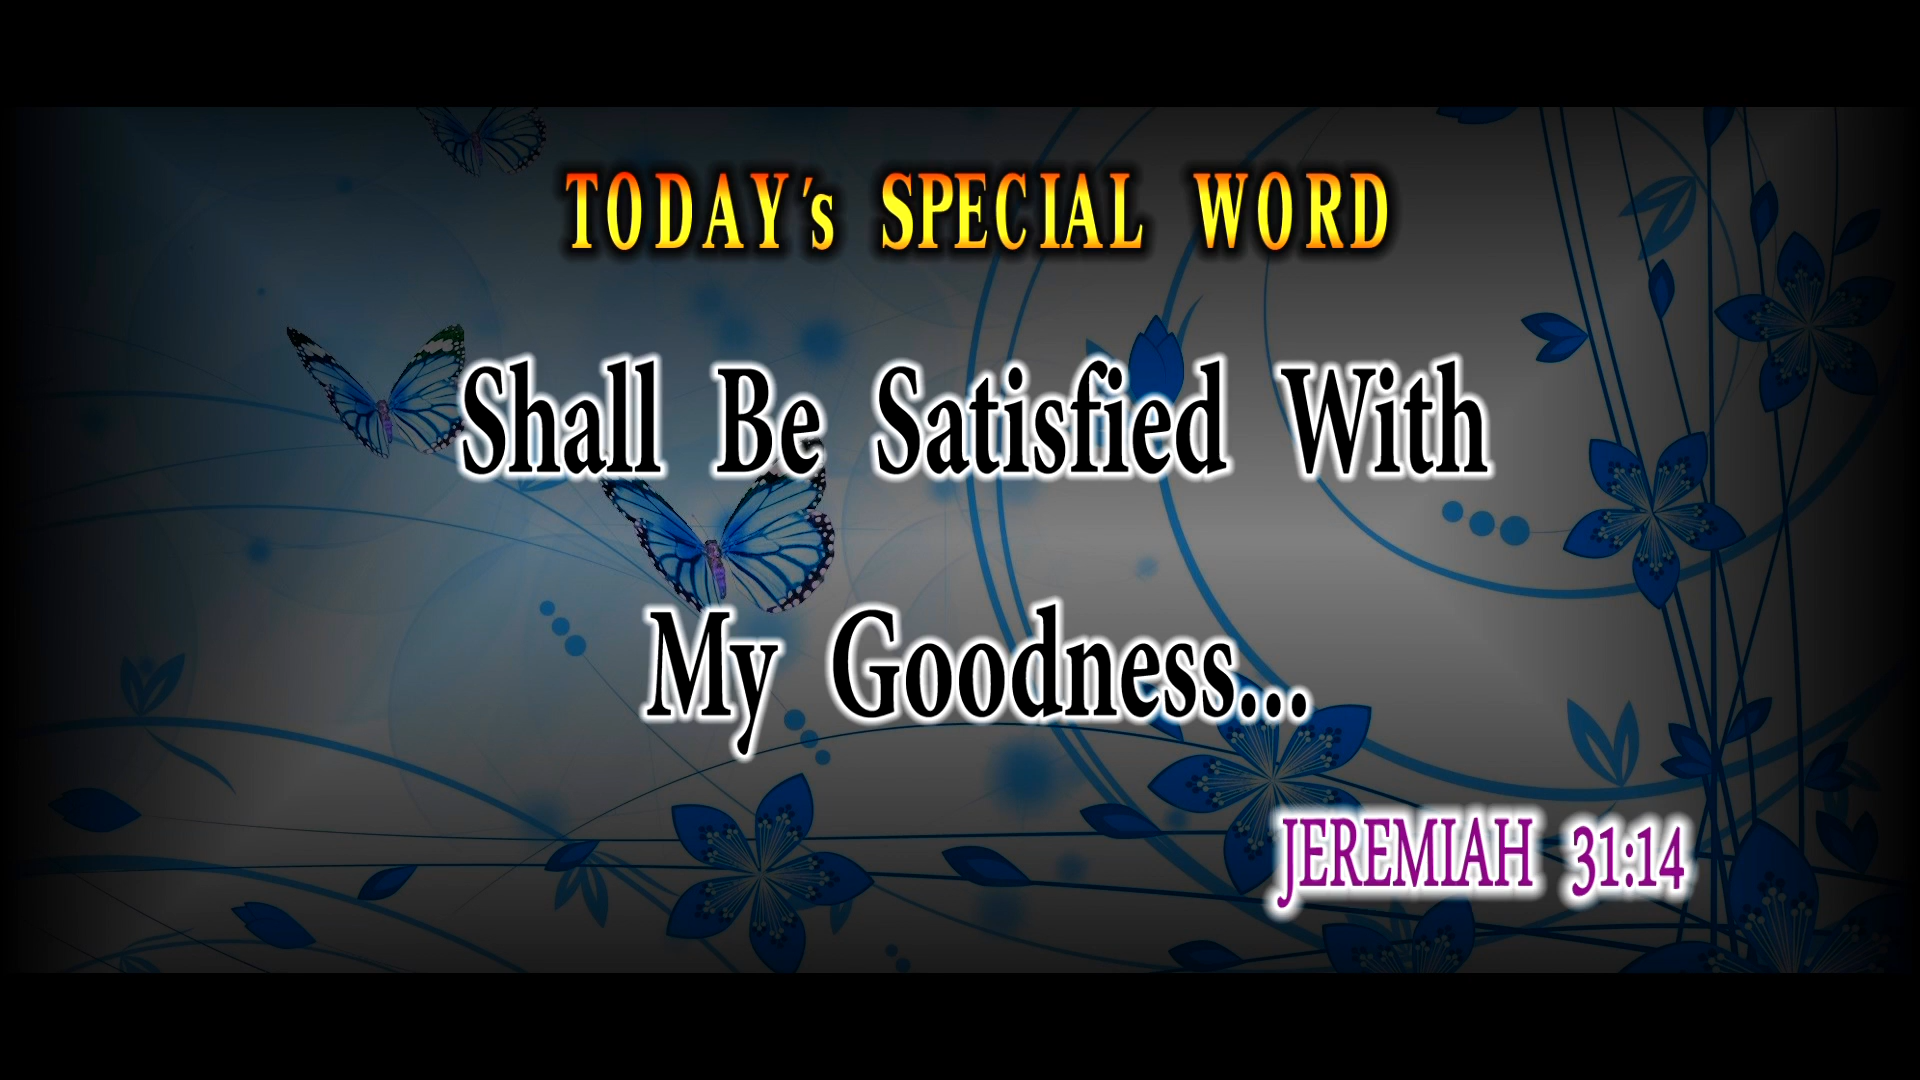 TODAY's SPECIAL WORD
Shall Be Satisfied With
My Goodness...
JEREMIAH 31:14